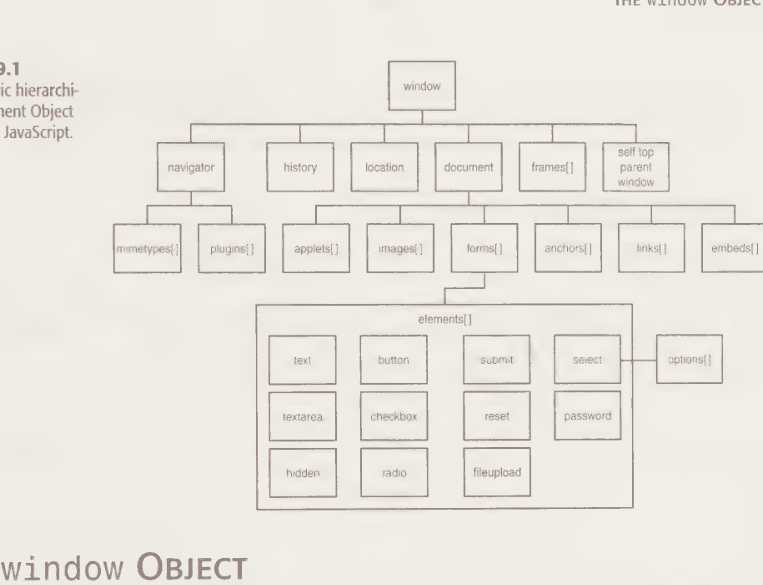 THE window OBJEC
9.1
ric hierarchi-
ment Object
JavaScript.
window
navigator
history
location
document
frames[ ]
self top
parent
window
mimetypes[ ]
plugins[ ]
applets[ ]
images[ ]
forms[ ]
anchors[ ]
links[ ]
embeds[ ]
elements[ ]
text
button
submit
select
options[ ]
textarea
checkbox
reset
password
hidden
radio
fileupload
window OBJECT